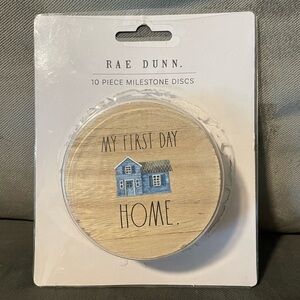 RAE DUNN.
10 PIECE MILESTONE DISCS
MY FIRST DAY
HOME.